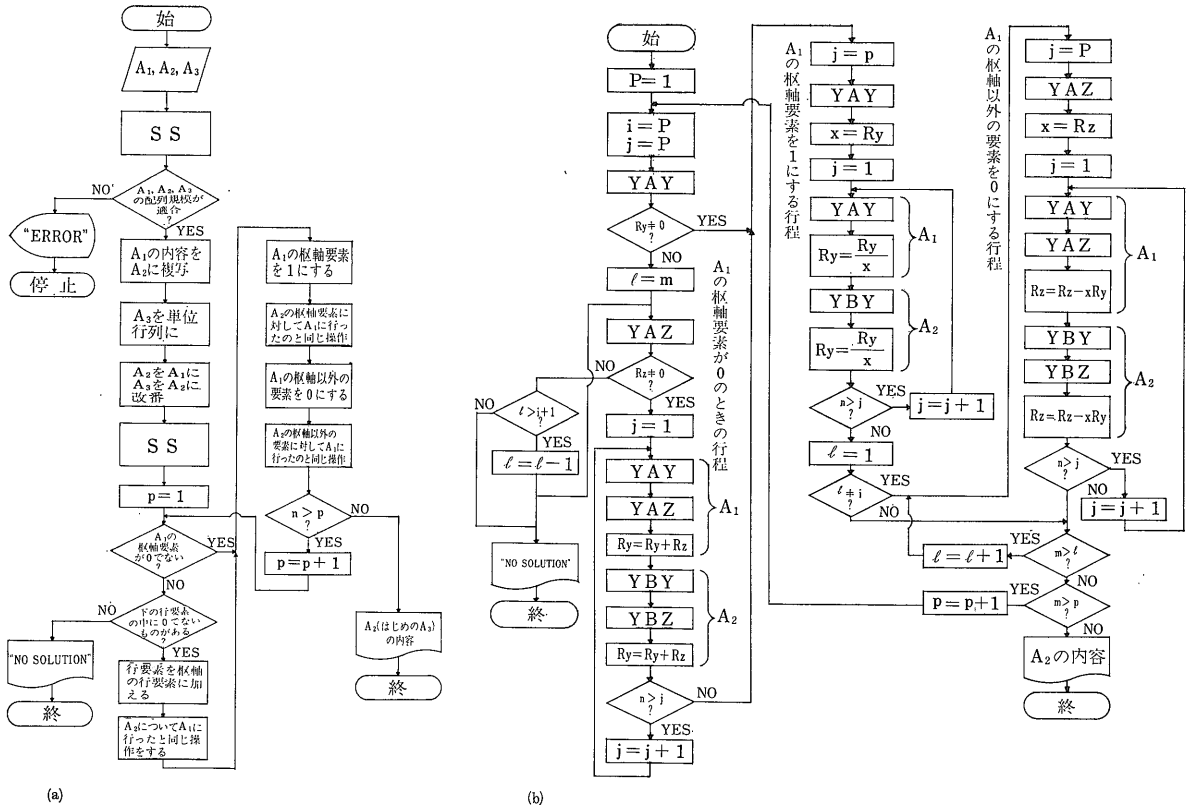 始
A₁, A₂, A₃
S S
A₁, A₂, A₃
の配列規模が
適合
?
NO
YES
"ERROR"
停止
A₁の内容を
A₂に複写
A₃を単位
行列に
A₂をA₁に
A₃をA₂に
改番
S S
p=1
A₁の
枢軸要素
が0でない
?
YES
NO
下の行要素
の中に0でない
ものがある
?
NO
YES
"NO SOLUTION"
終
行要素を枢軸
の行要素に加
える
A₂についてA₁に
行ったと同じ操
作をする
A₁の枢軸要素
を1にする
A₂の枢軸要素に
対してA₁に行っ
たのと同じ操作
A₁の枢軸以外の
要素を0にする
A₂の枢軸以外の
要素に対してA₁に
行ったのと同じ操作
n>p
?
NO
YES
p=p+1
A₂(はじめのA₃)
の内容
終
(a)
始
P=1
i=P
j=P
YAY
Ry≠0
?
YES
NO
ℓ=m
YAZ
Rz≠0
?
NO
YES
ℓ>i+1
?
NO
YES
ℓ=ℓ-1
"NO SOLUTION"
終
j=1
YAY
YAZ
Ry=Ry+Rz
A₁
YBY
YBZ
Ry=Ry+Rz
A₂
n>j
?
NO
YES
j=j+1
A₁の枢軸要素が0のときの行程
A₁の枢軸要素を1にする行程
j=p
YAY
x=Ry
j=1
YAY
Ry=Ry/x
A₁
YBY
Ry=Ry/x
A₂
n>j
?
YES
j=j+1
NO
ℓ=1
ℓ≠i
?
YES
NO
A₁の枢軸以外の要素を0にする行程
j=P
YAZ
x=Rz
j=1
YAY
YAZ
Rz=Rz-xRy
A₁
YBY
YBZ
Rz=Rz-xRy
A₂
n>j
?
YES
NO
j=j+1
m>ℓ
?
YES
ℓ=ℓ+1
NO
m>p
?
YES
p=p+1
NO
A₂の内容
終
(b)